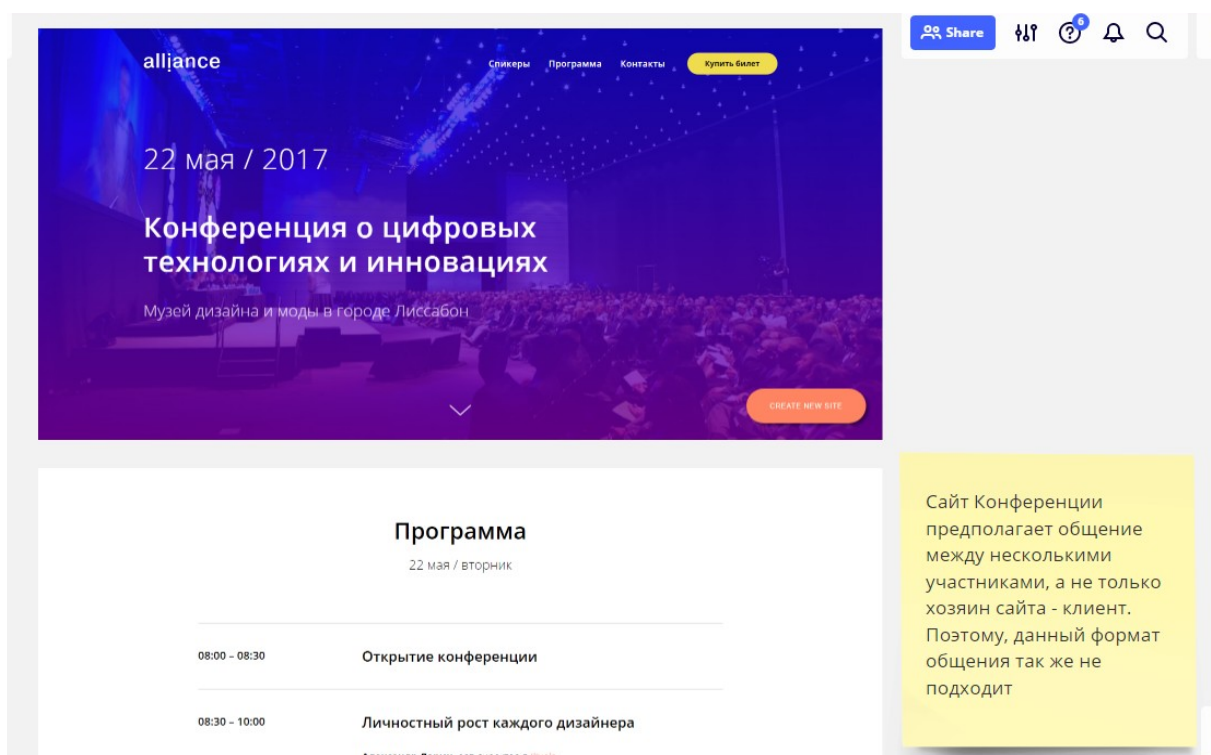 Share
6
alliance
Спикеры Программа Контакты Купить билет
22 мая / 2017
Конференция о цифровых
технологиях и инновациях
Музей дизайна и моды в городе Лиссабон
CREATE NEW SITE
Программа
22 мая / вторник
08:00 – 08:30 Открытие конференции
08:30 – 10:00 Личностный рост каждого дизайнера
Сайт Конференции
предполагает общение
между несколькими
участниками, а не только
хозяин сайта - клиент.
Поэтому, данный формат
общения так же не
подходит